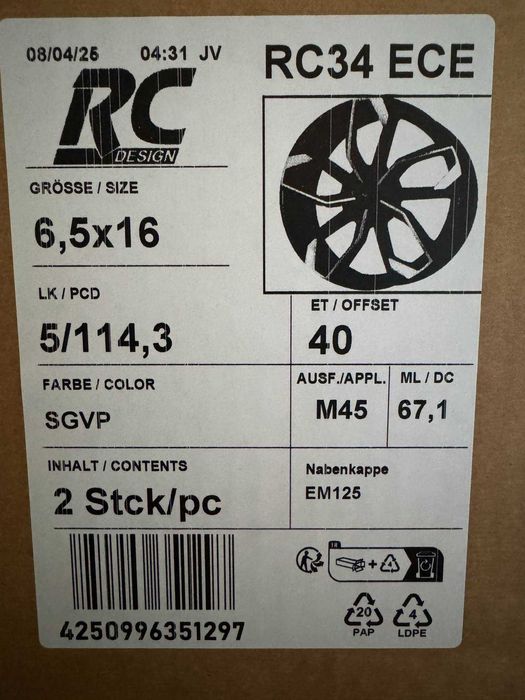 08/04/25 04:31 JV
RC34 ECE
RC
DESIGN
GRÖSSE / SIZE
6,5x16
LK / PCD
5/114,3
ET / OFFSET
40
FARBE / COLOR
SGVP
AUSF./APPL.
M45
ML / DC
67,1
INHALT / CONTENTS
2 Stck/pc
Nabenkappe
EM125
4250996351297
FR
+
4
20
PAP
4
LDPE